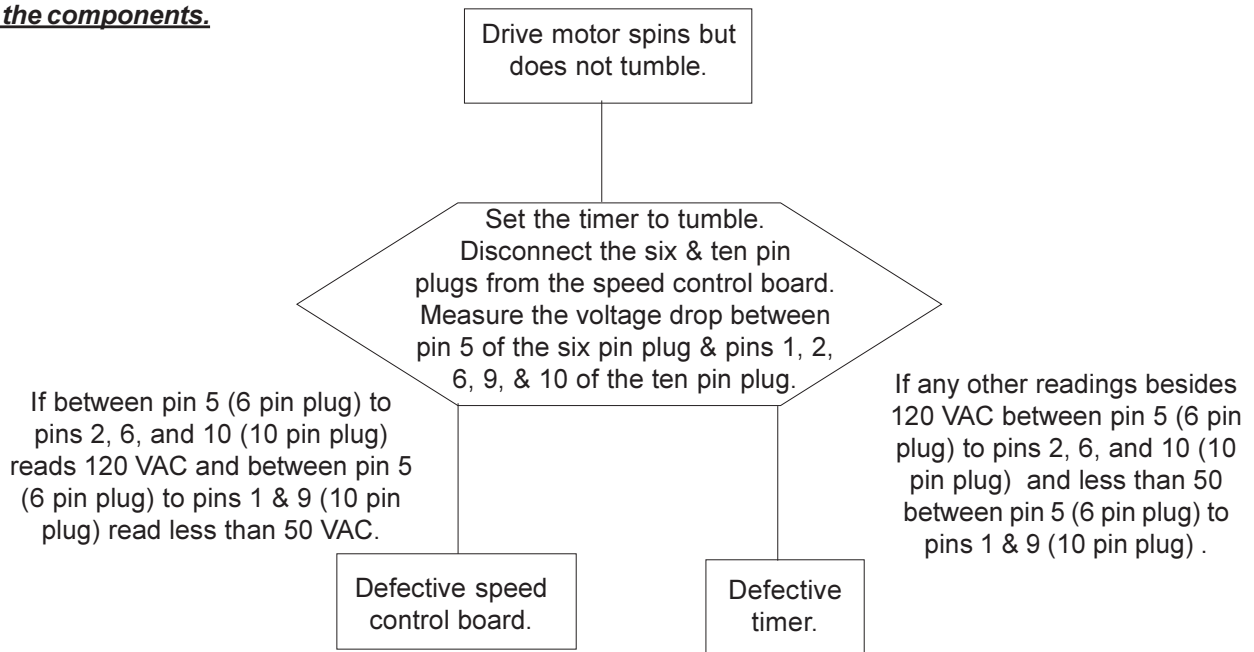 the components.
Drive motor spins but
does not tumble.
Set the timer to tumble.
Disconnect the six & ten pin
plugs from the speed control board.
Measure the voltage drop between
pin 5 of the six pin plug & pins 1, 2,
6, 9, & 10 of the ten pin plug.
If between pin 5 (6 pin plug) to
pins 2, 6, and 10 (10 pin plug)
reads 120 VAC and between pin 5
(6 pin plug) to pins 1 & 9 (10 pin
plug) read less than 50 VAC.
If any other readings besides
120 VAC between pin 5 (6 pin
plug) to pins 2, 6, and 10 (10
pin plug) and less than 50
between pin 5 (6 pin plug) to
pins 1 & 9 (10 pin plug) .
Defective speed
control board.
Defective
timer.